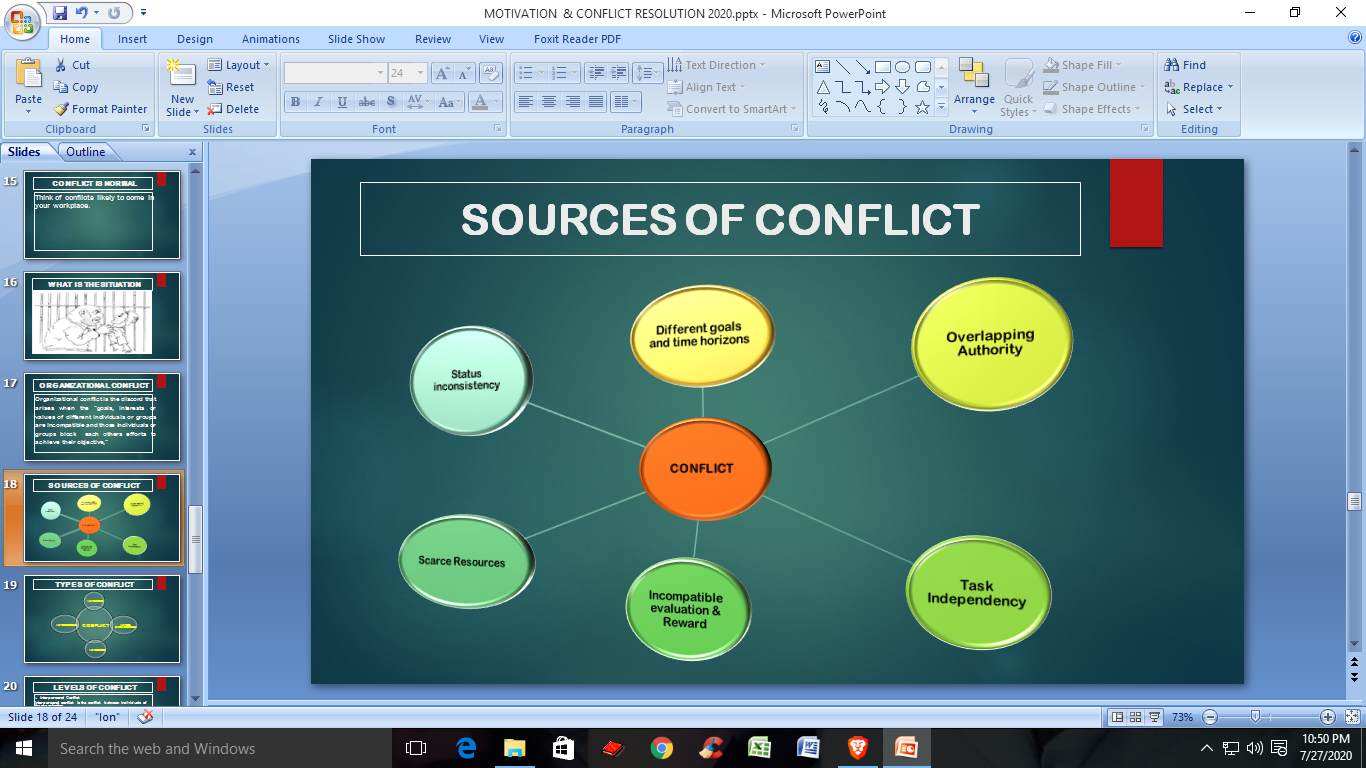 MOTIVATION & CONFLICT RESOLUTION 2020.pptx - Microsoft PowerPoint
Home Insert Design Animations Slide Show Review View Foxit Reader PDF
Paste
Cut
Copy
Format Painter
Clipboard
New
Slide
Layout
Reset
Delete
Slides
24
B I U abc S AV Aa A
Font
Text Direction
Align Text
Convert to SmartArt
Paragraph
Arrange
Quick
Styles
Shape Fill
Shape Outline
Shape Effects
Drawing
Find
Replace
Select
Editing
Slides Outline x
15
CONFLICT IS NORMAL
Think of conflicts likely to come in
your workplace.
16
WHAT IS THE SITUATION
17
ORGANIZATIONAL CONFLICT
Organizational conflict is the discord that
arises when the "goals, interests or
values of different individuals or groups
are incompatible and those individuals or
groups block each others efforts to
achieve their objective,"
18
SOURCES OF CONFLICT
19
TYPES OF CONFLICT
CONFLICT
20
LEVELS OF CONFLICT
SOURCES OF CONFLICT
Different goals
and time horizons
Overlapping
Authority
Status
inconsistency
CONFLICT
Scarce Resources
Incompatible
evaluation &
Reward
Task
Independency
Slide 18 of 24 "Ion" 73%
Search the web and Windows
10:50 PM
7/27/2020